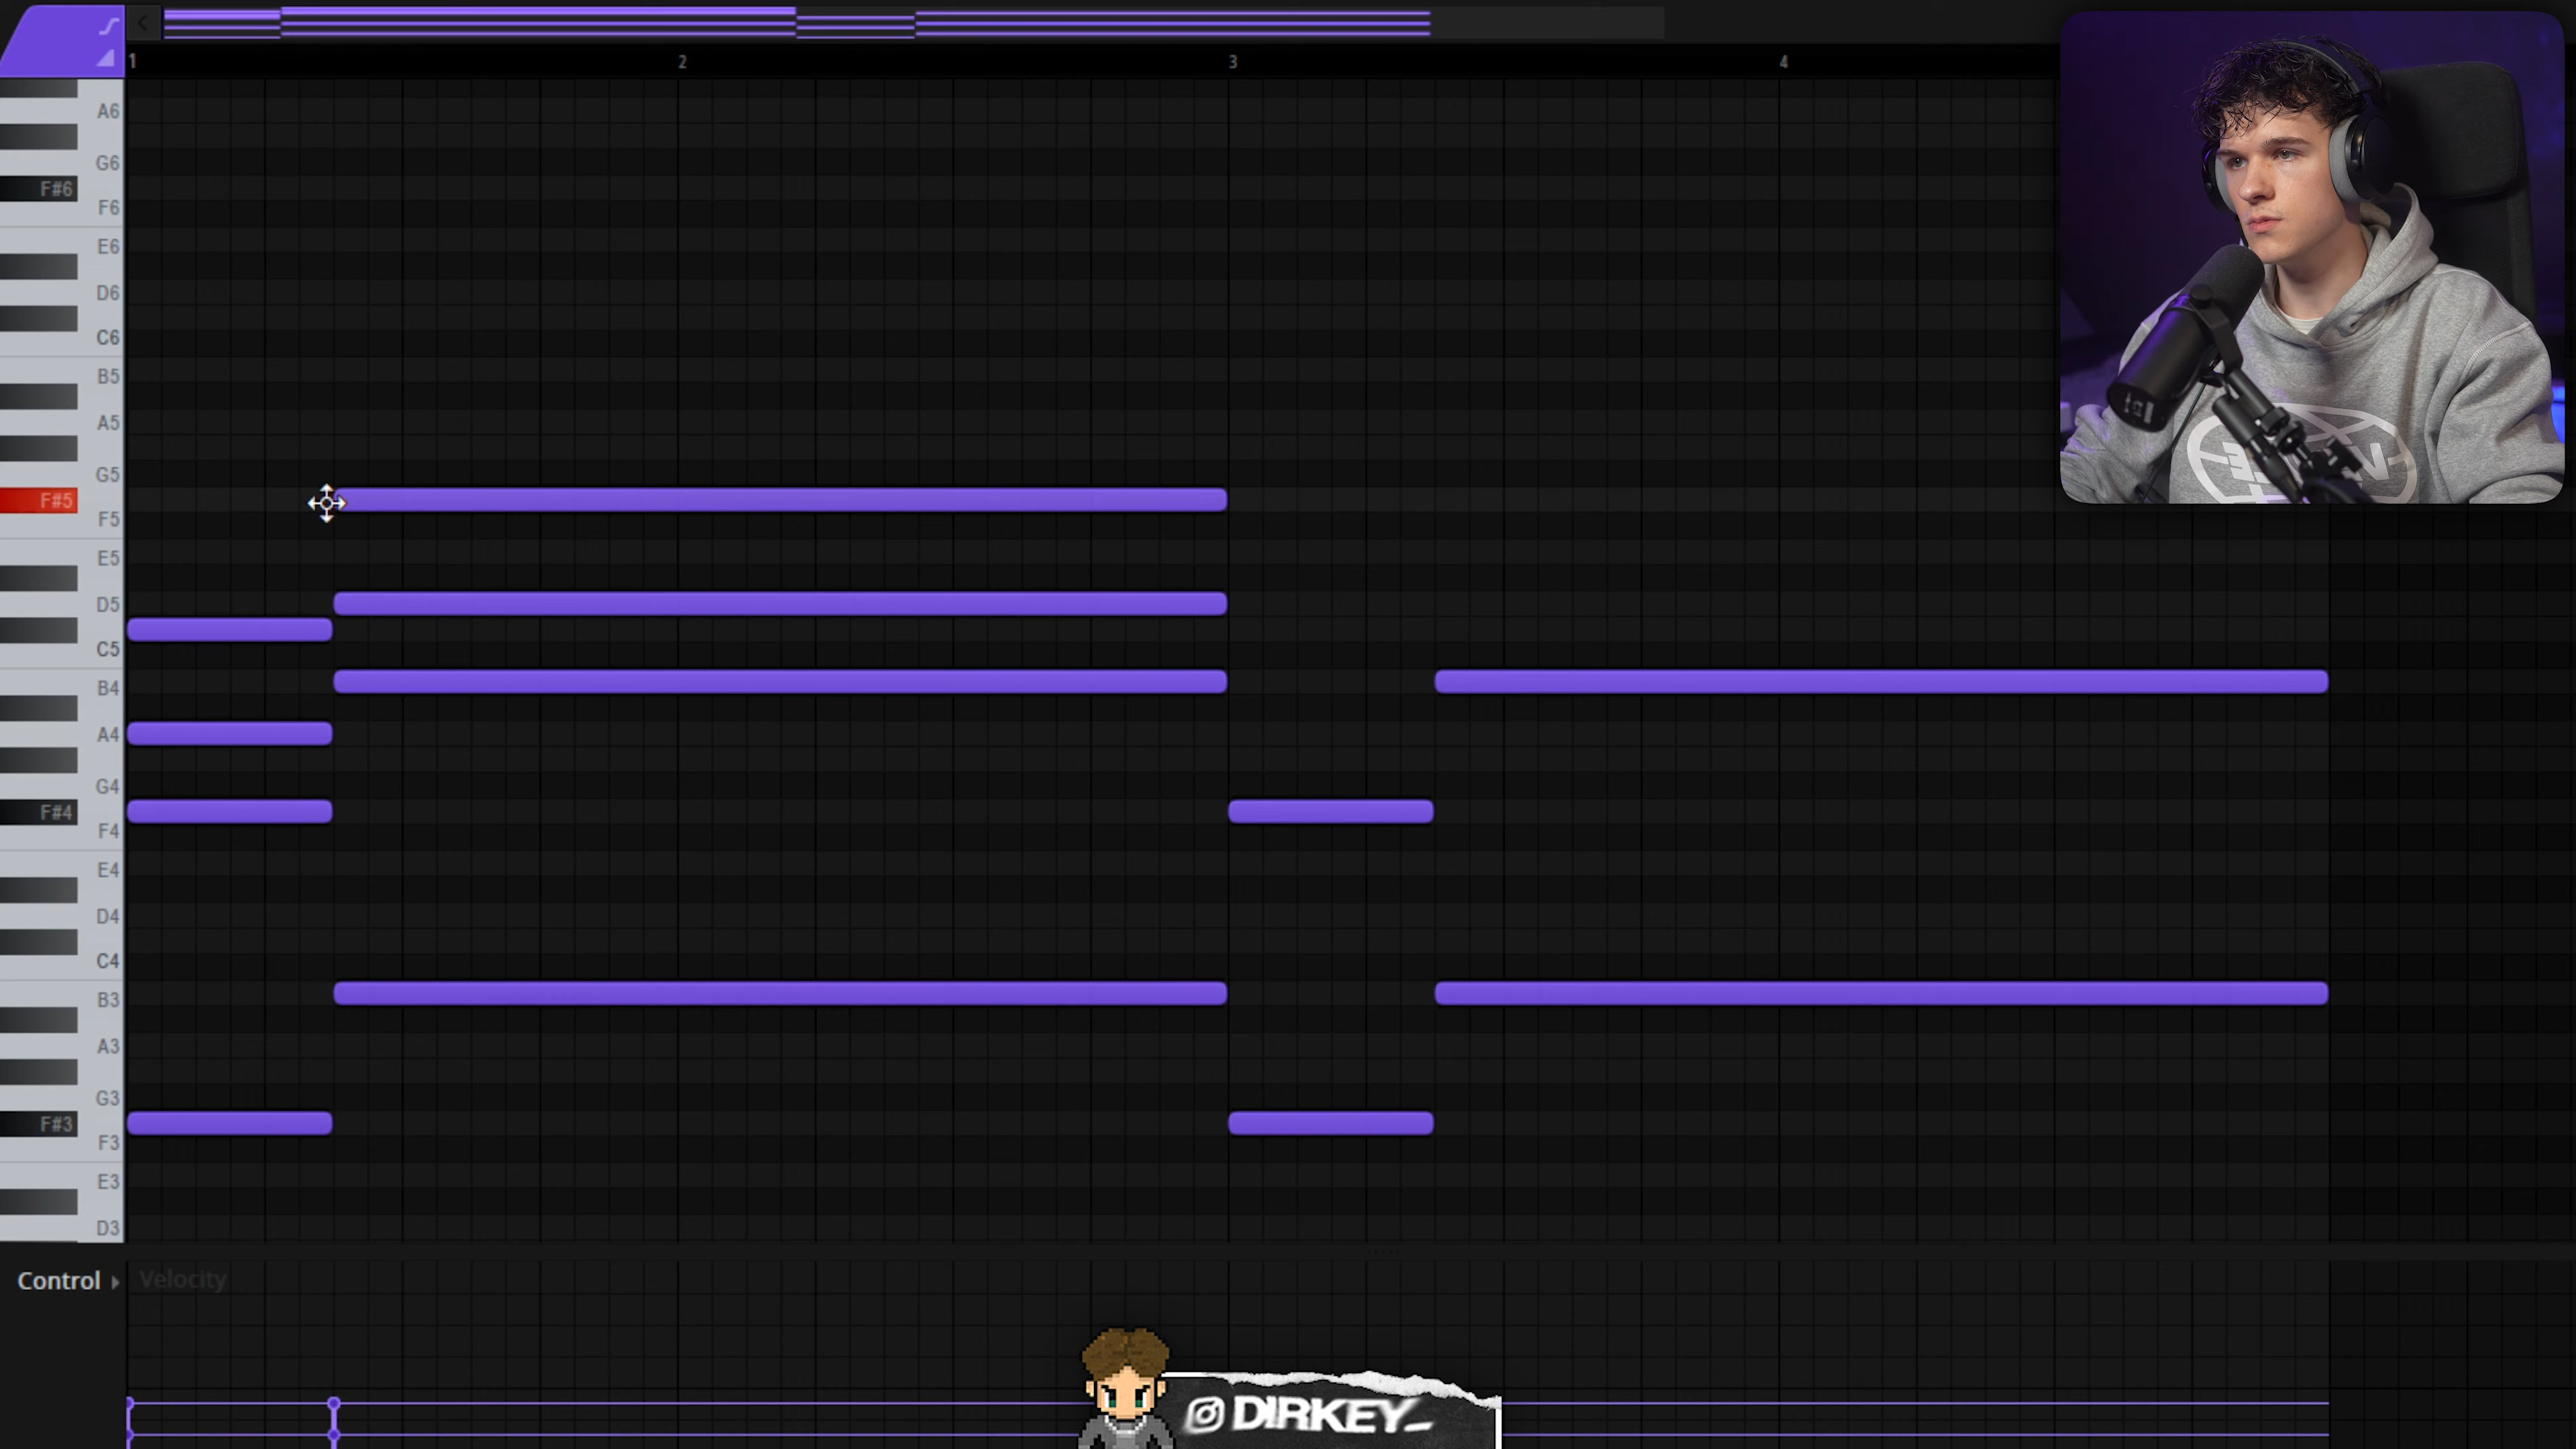 1 2 3 4
A6
G6
F#6
F6
E6
D6
C6
B5
A5
G5
F#5
F5
E5
D5
C5
B4
A4
G4
F#4
F4
E4
D4
C4
B3
A3
G3
F#3
F3
E3
D3
Control Velocity
DIRKEY_